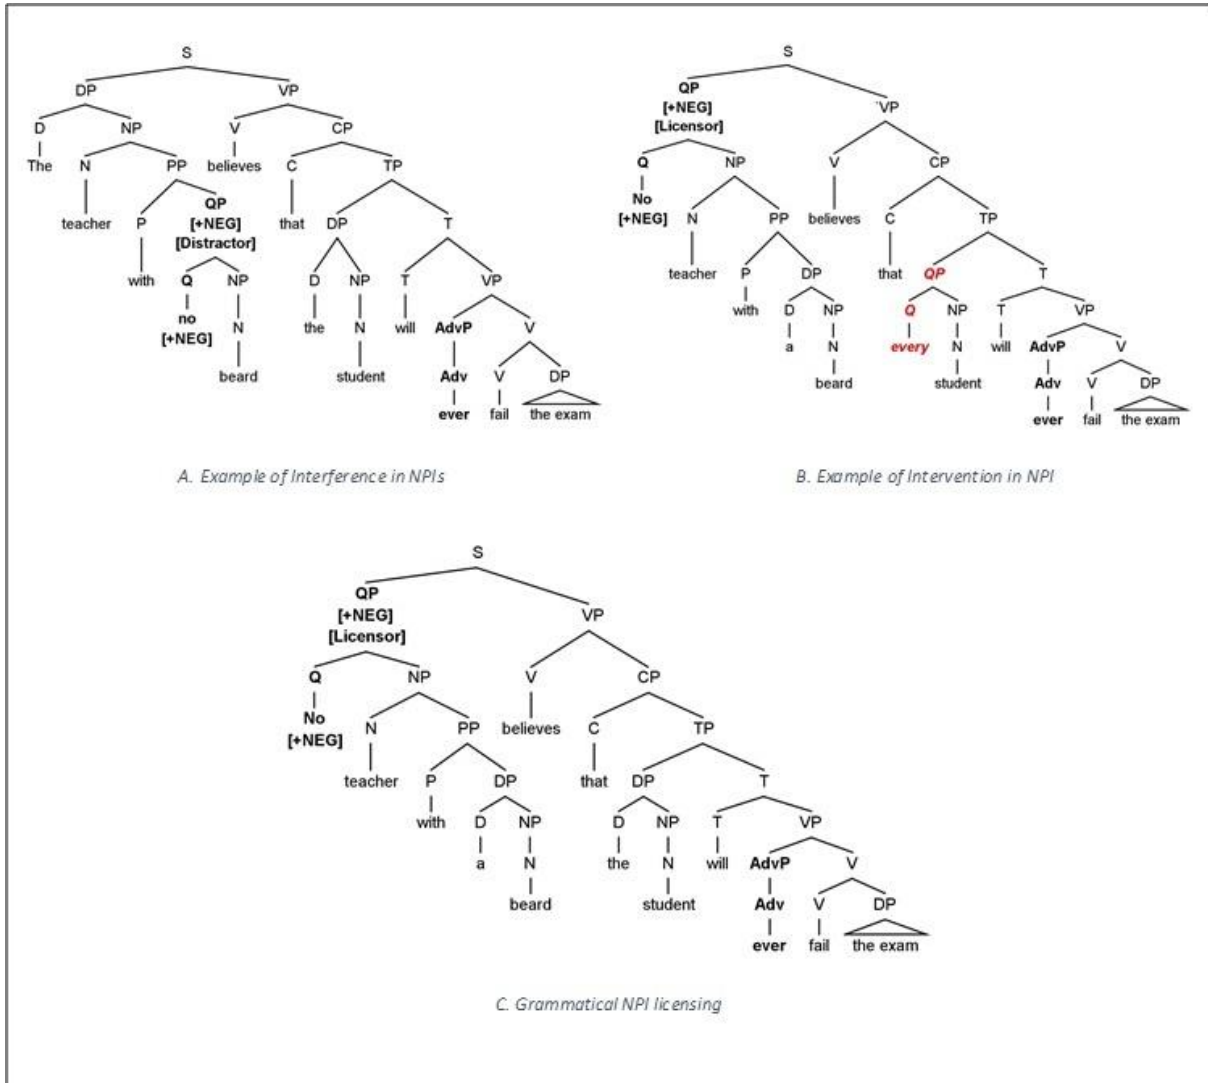 S
DP VP
D NP V CP
The N PP believes C TP
QP
[+NEG]
[Distractor]
teacher P that DP T
with Q NP D NP T VP
no
[+NEG]
N the N will AdvP V
beard student Adv V DP
ever fail the exam
A. Example of Interference in NPIs
S
QP
[+NEG]
[Licensor]
VP
Q NP V CP
No
[+NEG]
N PP believes C TP
teacher P DP that QP T
with D NP Q NP T VP
a N every N will AdvP V
beard student Adv V DP
ever fail the exam
B. Example of Intervention in NPI
S
QP
[+NEG]
[Licensor]
VP
Q NP V CP
No
[+NEG]
N PP believes C TP
teacher P DP that DP T
with D NP D NP T VP
a N the N will AdvP V
beard student Adv V DP
ever fail the exam
C. Grammatical NPI licensing